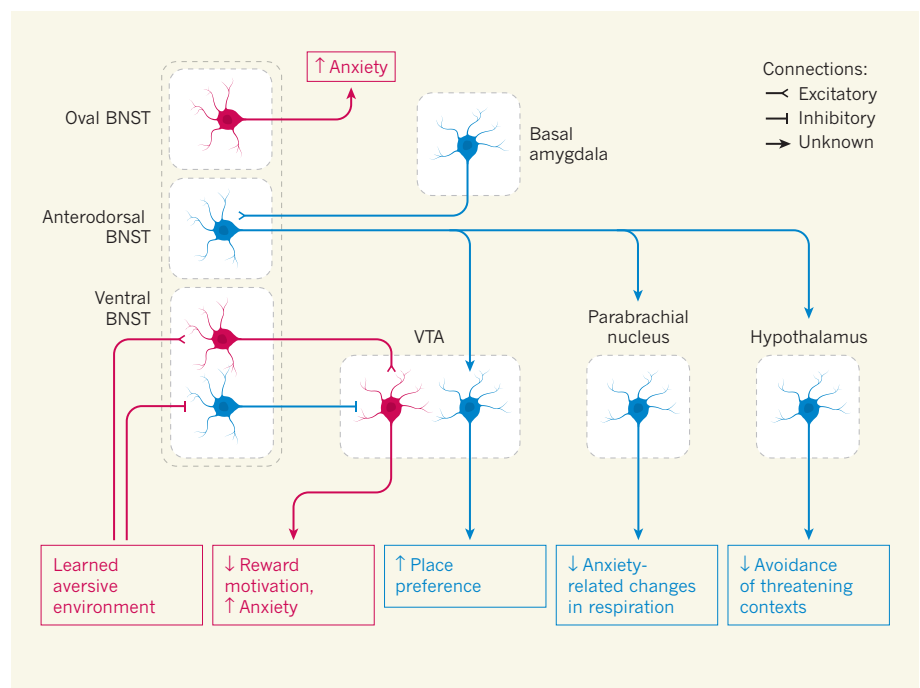 ↑ Anxiety
Connections:
Excitatory
Inhibitory
Unknown
Oval BNST
Basal
amygdala
Anterodorsal
BNST
Ventral
BNST
VTA
Parabrachial
nucleus
Hypothalamus
Learned
aversive
environment
↓ Reward
motivation,
↑ Anxiety
↑ Place
preference
↓ Anxiety-
related changes
in respiration
↓ Avoidance
of threatening
contexts